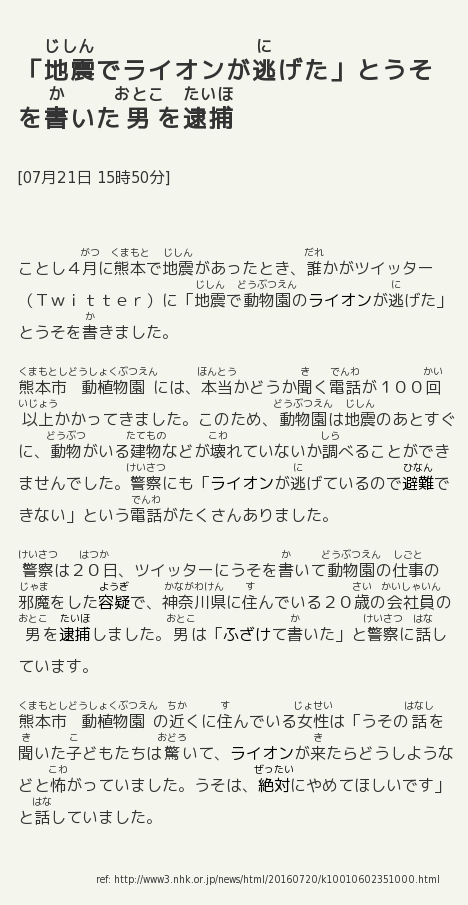 「地震でライオンが逃げた」とうそ
を書いた男を逮捕
[07月21日 15時50分]
ことし４月に熊本で地震があったとき、誰かがツイッター
（Ｔｗｉｔｔｅｒ）に「地震で動物園のライオンが逃げた」
とうそを書きました。
熊本市動植物園には、本当かどうか聞く電話が１００回
以上かかってきました。このため、動物園は地震のあとすぐ
に、動物がいる建物などが壊れていないか調べることができ
ませんでした。警察にも「ライオンが逃げているので避難で
きない」という電話がたくさんありました。
警察は２０日、ツイッターにうそを書いて動物園の仕事の
邪魔をした容疑で、神奈川県に住んでいる２０歳の会社員の
男を逮捕しました。男は「ふざけて書いた」と警察に話し
ています。
熊本市動植物園の近くに住んでいる女性は「うその話を
聞いた子どもたちは驚いて、ライオンが来たらどうしような
どと怖がっていました。うそは、絶対にやめてほしいです」
と話していました。
ref: http://www3.nhk.or.jp/news/html/20160720/k10010602351000.html